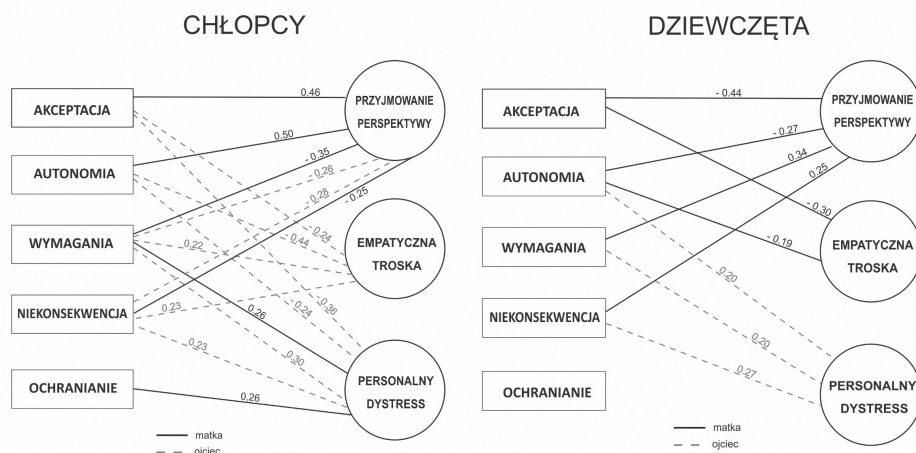 CHŁOPCY
AKCEPTACJA
AUTONOMIA
WYMAGANIA
NIEKONSEKWENCJA
OCHRANIANIE
0.46
0.50
- 0.35
- 0.26
- 0.28
- 0.25
- 0.24
- 0.44
0.22
0.23
- 0.36
0.24
0.26
0.23
0.30
0.26
PRZYJMOWANIE
PERSPEKTYWY
EMPATYCZNA
TROSKA
PERSONALNY
DYSTRESS
matka
ojciec
DZIEWCZĘTA
AKCEPTACJA
AUTONOMIA
WYMAGANIA
NIEKONSEKWENCJA
OCHRANIANIE
- 0.44
- 0.27
0.34
0.25
- 0.30
- 0.19
0.20
0.20
0.27
PRZYJMOWANIE
PERSPEKTYWY
EMPATYCZNA
TROSKA
PERSONALNY
DYSTRESS
matka
ojciec